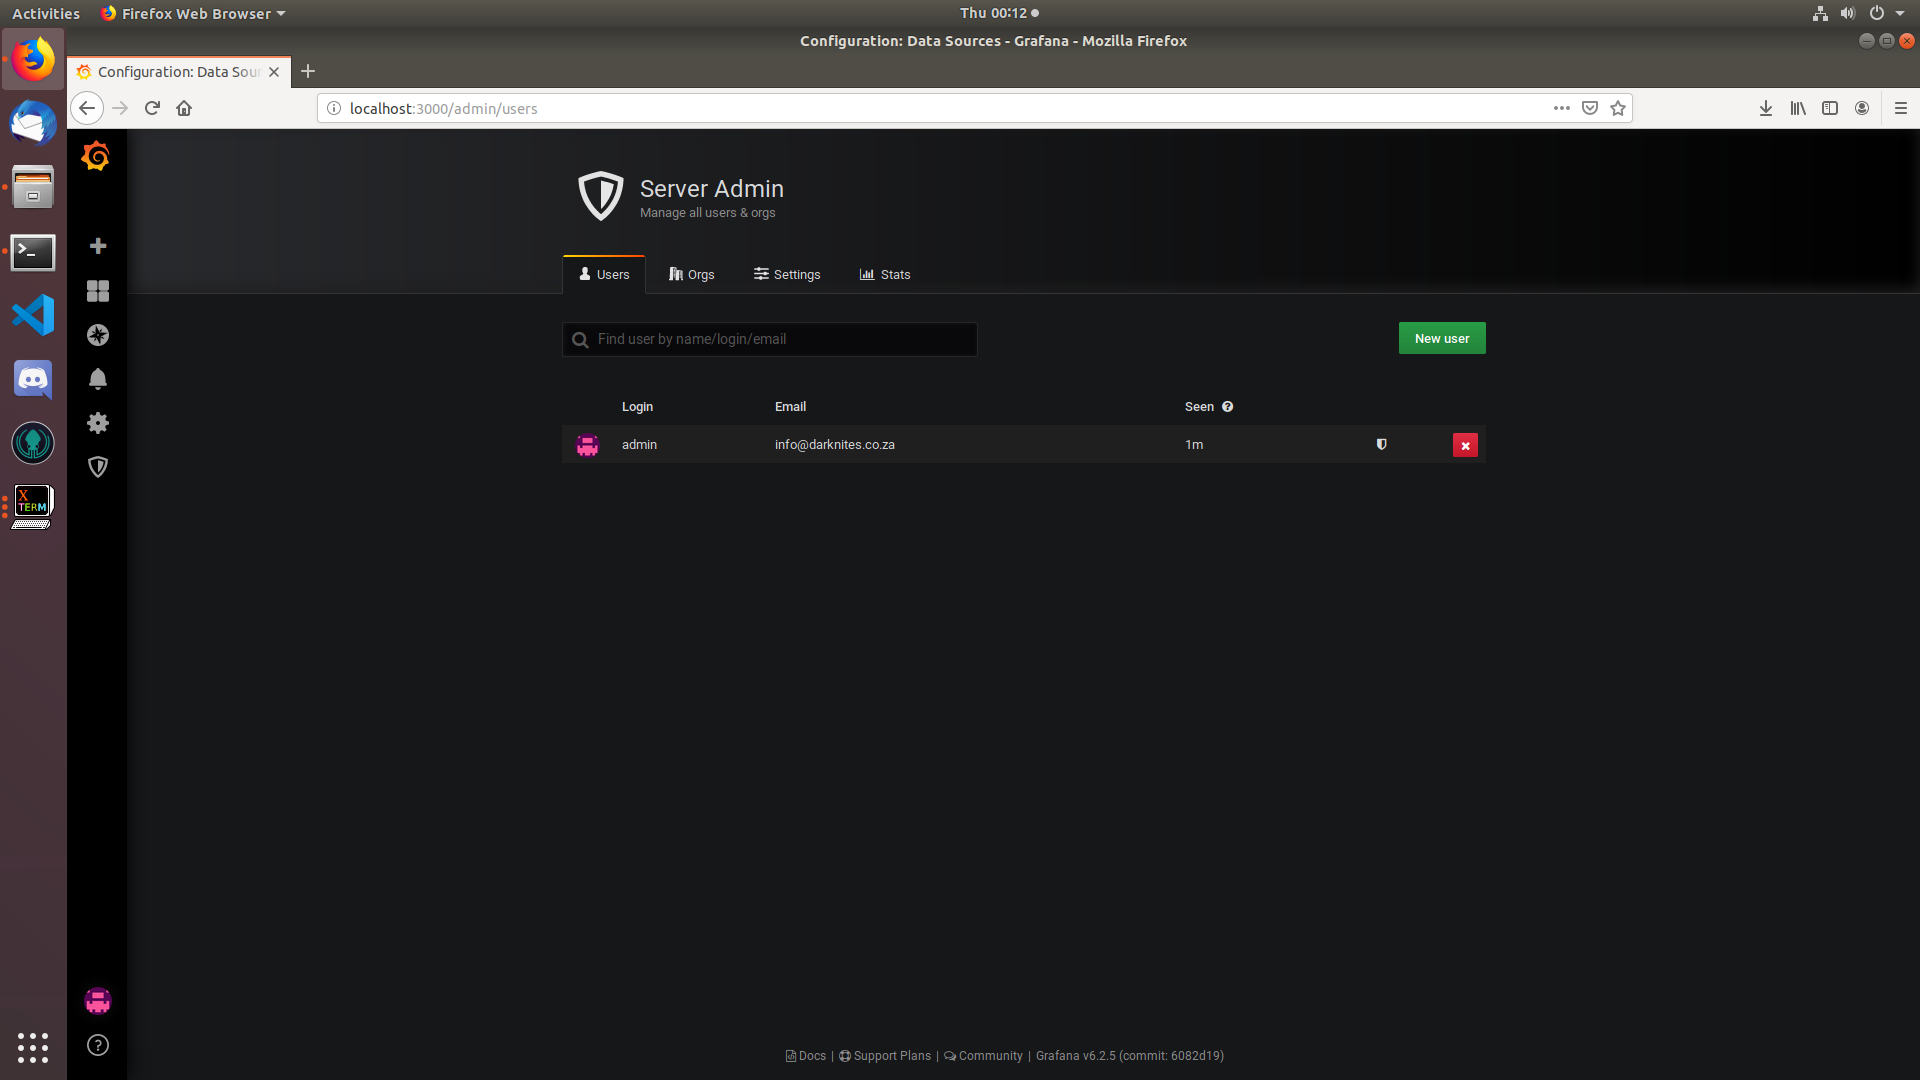 Activities Firefox Web Browser Thu 00:12
Configuration: Data Sources - Grafana - Mozilla Firefox
Configuration: Data Sour
localhost:3000/admin/users
Server Admin
Manage all users & orgs
Users Orgs Settings Stats
Find user by name/login/email New user
Login Email Seen
admin info@darknites.co.za 1m
X
TERM
Docs | Support Plans | Community | Grafana v6.2.5 (commit: 6082d19)